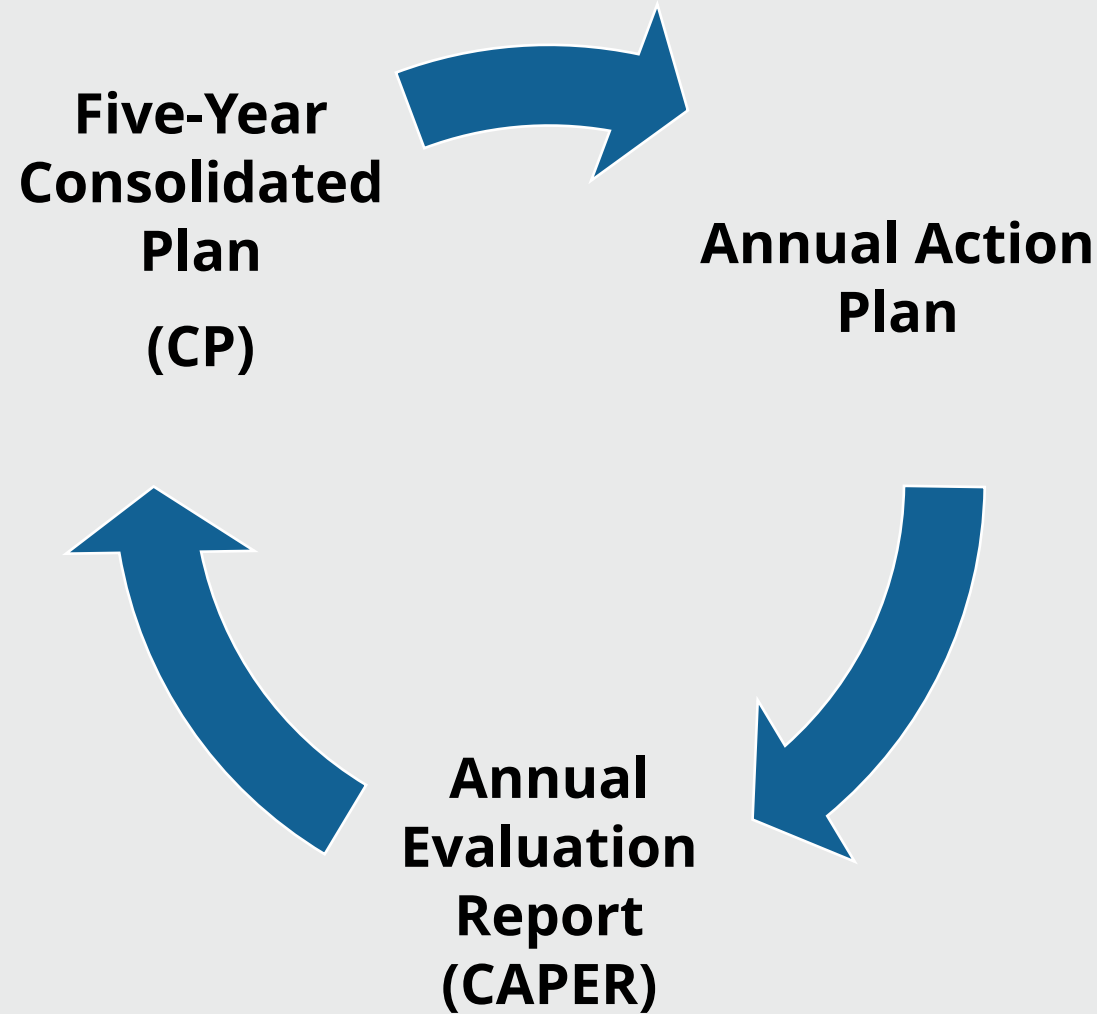 Five-Year
Consolidated
Plan
(CP)
Annual Action
Plan
Annual
Evaluation
Report
(CAPER)